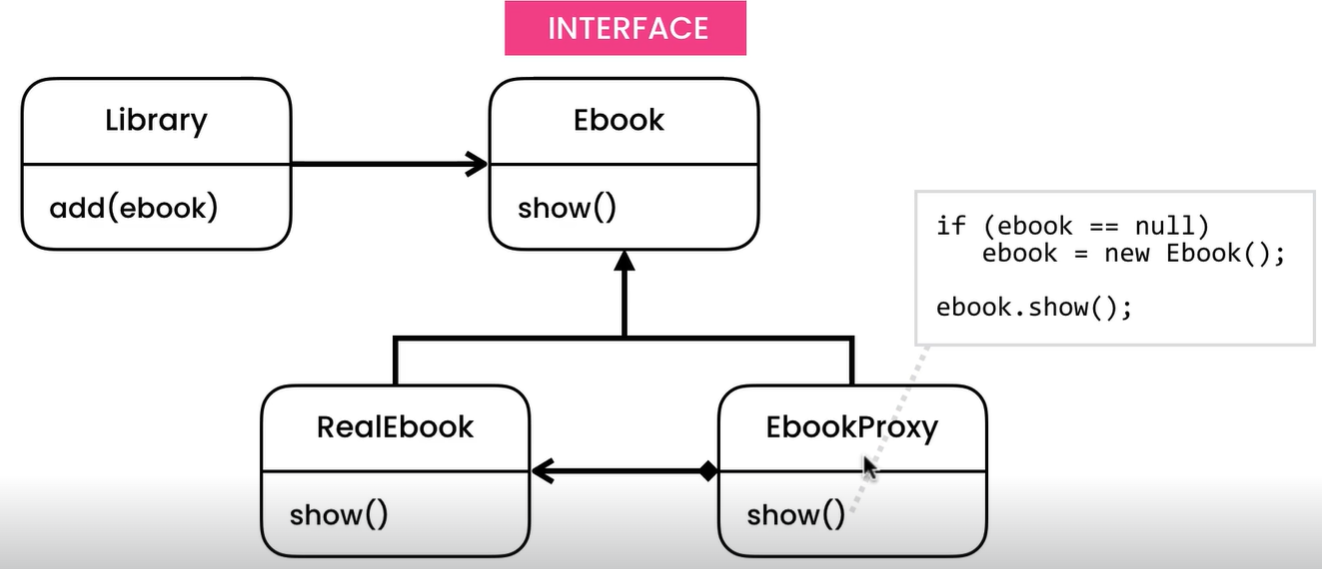 INTERFACE
Library
add(ebook)
Ebook
show()
if (ebook == null)
   ebook = new Ebook();
ebook.show();
RealEbook
show()
EbookProxy
show()